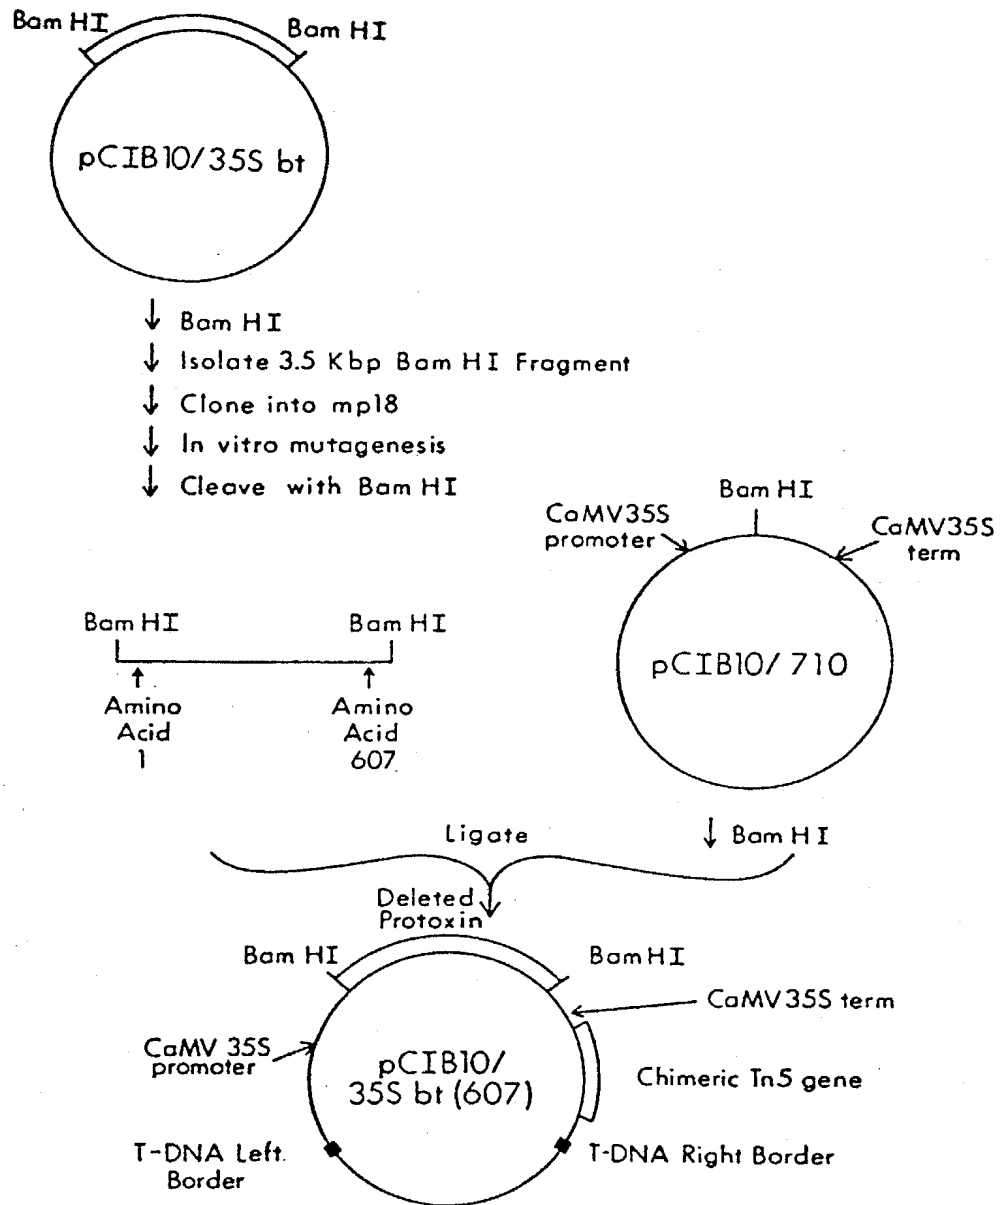 Bam HI
Bam HI
pCIB10/35S bt
↓ Bam HI
↓ Isolate 3.5 Kbp Bam HI Fragment
↓ Clone into mp18
↓ In vitro mutagenesis
↓ Cleave with Bam HI
Bam HI
CaMV35S
promoter
CaMV35S
term
pCIB10/710
Bam HI
Bam HI
Amino
Acid
1
Amino
Acid
607
↓ Bam HI
Ligate
Deleted
Protoxin
Bam HI
Bam HI
CaMV35S term
CaMV 35S
promoter
pCIB10/
35S bt (607)
Chimeric Tn5 gene
T-DNA Left
Border
T-DNA Right Border